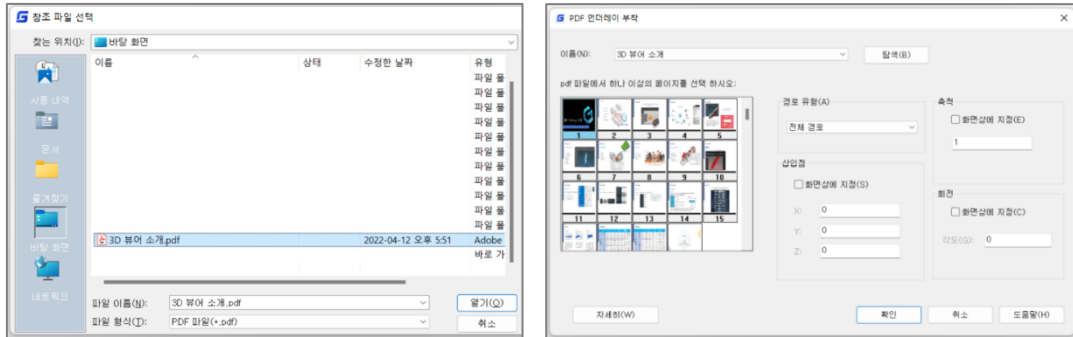 참조 파일 선택
찾는 위치(I): 바탕 화면
이름 상태 수정한 날짜 유형
파일 폴
파일 폴
파일 폴
파일 폴
파일 폴
파일 폴
파일 폴
파일 폴
파일 폴
파일 폴
파일 폴
3D 뷰어 소개.pdf 2022-04-12 오후 5:51 Adobe
바로 가
사용 내역
문서
즐겨찾기
바탕 화면
네트워크
파일 이름(N): 3D 뷰어 소개.pdf 열기(O)
파일 형식(T): PDF 파일(*.pdf) 취소
PDF 언더레이 부착
이름(N): 3D 뷰어 소개 탐색(B)
pdf 파일에서 하나 이상의 페이지를 선택 하시오:
1 2 3 4 5
6 7 8 9 10
11 12 13 14 15
경로 유형(A)
전체 경로
삽입점
화면상에 지정(S)
X: 0
Y: 0
Z: 0
축척
화면상에 지정(E)
1
회전
화면상에 지정(C)
각도(G): 0
자세히(W) 확인 취소 도움말(H)